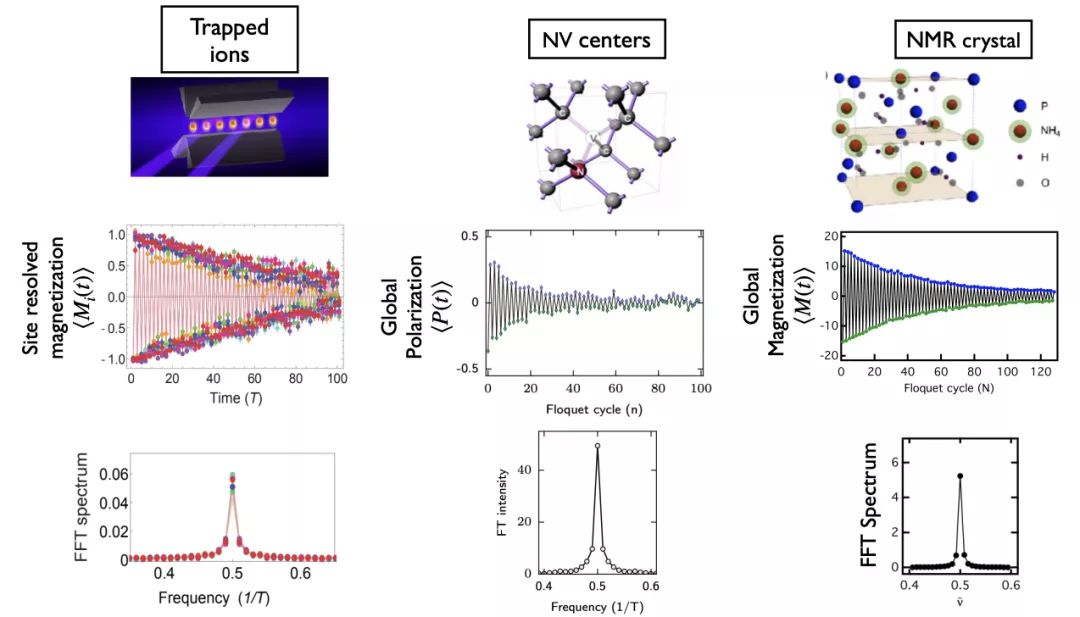 Trapped
ions
NV centers
NMR crystal
V
C
C
C
N
P
NH₄
H
O
Site resolved
magnetization
⟨Mᵢ(t)⟩
1.0
0.5
0.0
-0.5
-1.0
0 20 40 60 80 100
Time (T)
Global
Polarization
⟨P(t)⟩
0.5
0
-0.5
0 20 40 60 80 100
Floquet cycle (n)
Global
Magnetization
⟨M(t)⟩
20
10
0
-10
-20
0 20 40 60 80 100 120
Floquet cycle (N)
FFT spectrum
0.06
0.04
0.02
0
0.4 0.5 0.6
Frequency (1/T)
FT intensity
40
20
0
0.4 0.5 0.6
Frequency (1/T)
FFT Spectrum
6
4
2
0
0.4 0.5 0.6
ṽ